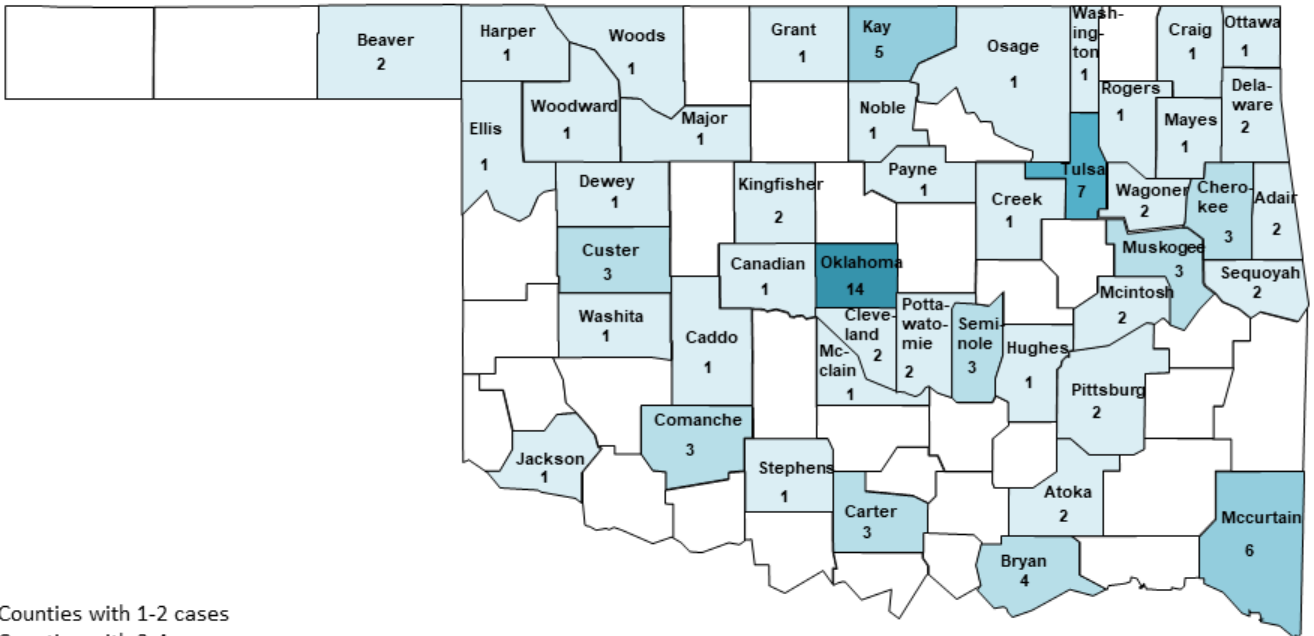 Beaver
2
Harper
1
Woods
1
Grant
1
Kay
5
Osage
1
Wash-
ing-
ton
1
Craig
1
Ottawa
1
Ellis
1
Woodward
1
Major
1
Noble
1
Rogers
1
Mayes
1
Dela-
ware
2
Dewey
1
Kingfisher
2
Payne
1
Creek
1
Tulsa
7
Wagoner
2
Chero-
kee
3
Adair
2
Custer
3
Canadian
1
Oklahoma
14
Muskogee
3
Sequoyah
2
Washita
1
Caddo
1
Cleve-
land
2
Mc-
clain
1
Potta-
wato-
mie
2
Semi-
nole
3
Hughes
1
Mcintosh
2
Pittsburg
2
Comanche
3
Jackson
1
Stephens
1
Carter
3
Atoka
2
Bryan
4
Mccurtain
6
Counties with 1-2 cases